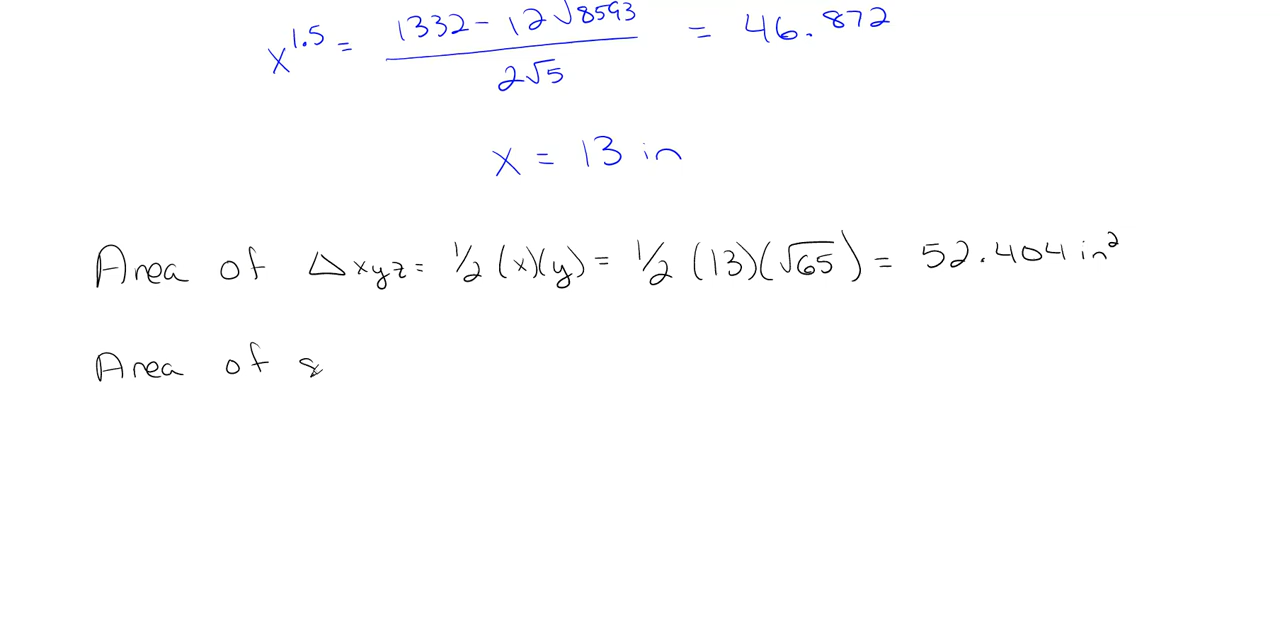 x^1.5 = (1332 - 12√8593) / (2√5) = 46.872
x = 13 in
Area of △xyz = 1/2 (x)(y) = 1/2 (13)(√65) = 52.404 in²
Area of